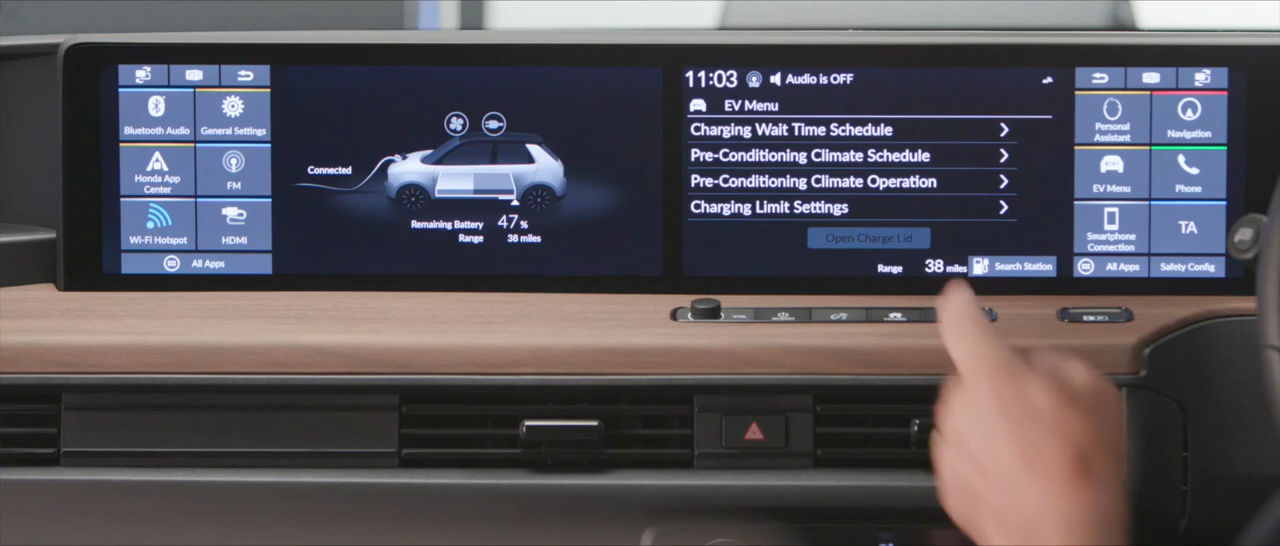 Bluetooth Audio
General Settings
Honda App
Center
FM
Wi-Fi Hotspot
HDMI
All Apps
Connected
Remaining Battery 47 %
Range 38 miles
11:03 Audio is OFF
EV Menu
Charging Wait Time Schedule
Pre-Conditioning Climate Schedule
Pre-Conditioning Climate Operation
Charging Limit Settings
Open Charge Lid
Range 38 miles
Search Station
Personal
Assistant
Navigation
EV Menu
Phone
Smartphone
Connection
TA
All Apps
Safety Config
VOL